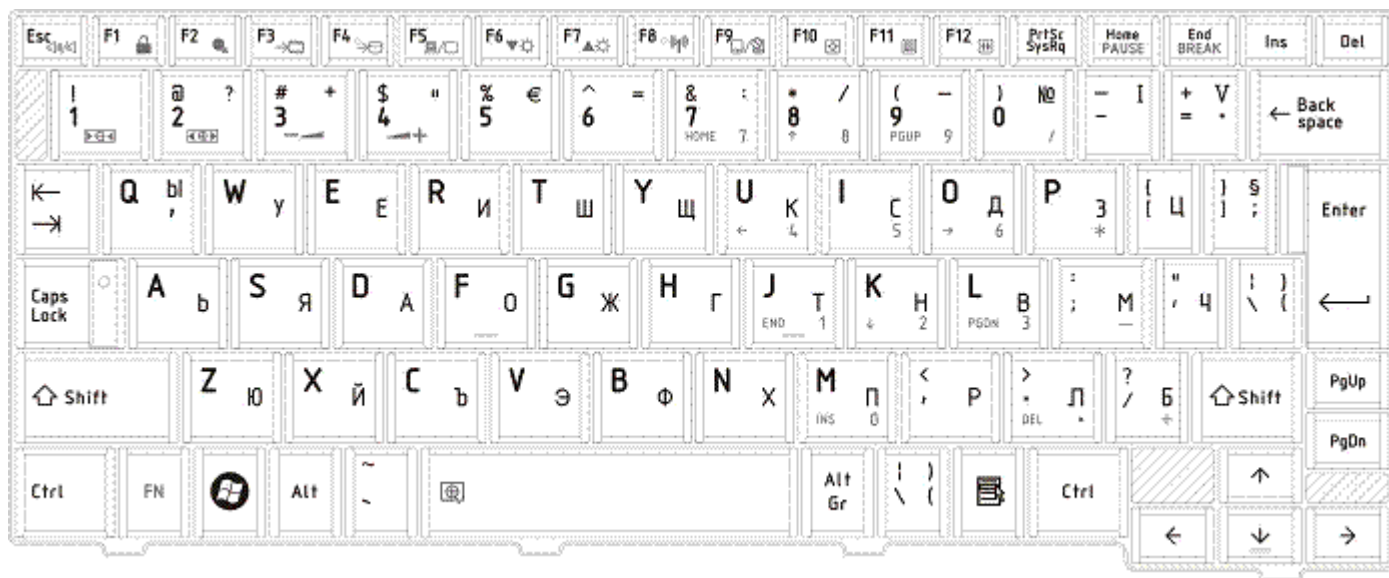 Esc F1 F2 F3 F4 F5 F6 F7 F8 F9 F10 F11 F12 PrtSc SysRq Home PAUSE End BREAK Ins Del
! 1 @ ? 2 # + 3 $ " 4 % € 5 ^ = 6 & : 7 HOME 7 * / 8 ↑ 8 ( – 9 PGUP 9 ) № 0 / — I - + V = . ← Back space
Q Ы , W У E Е R И T Ш Y Щ U К ← 4 I С 5 O Д → 6 P З * { [ Ц } § ] ; Enter
Caps Lock A Ь S Я D А F О G Ж H Г J Т END 1 K Н ↓ 2 L В PGDN 3 : ; М – " ' Ч ¦ ) \ (
Shift Z Ю X Й C Ъ V Э B Ф N Х M П INS 0 < , Р > . Л DEL . ? / Б + Shift PgUp
PgDn
Ctrl FN Alt ~ ` Alt Gr ¦ ) \ ( Ctrl ↑
← ↓ →